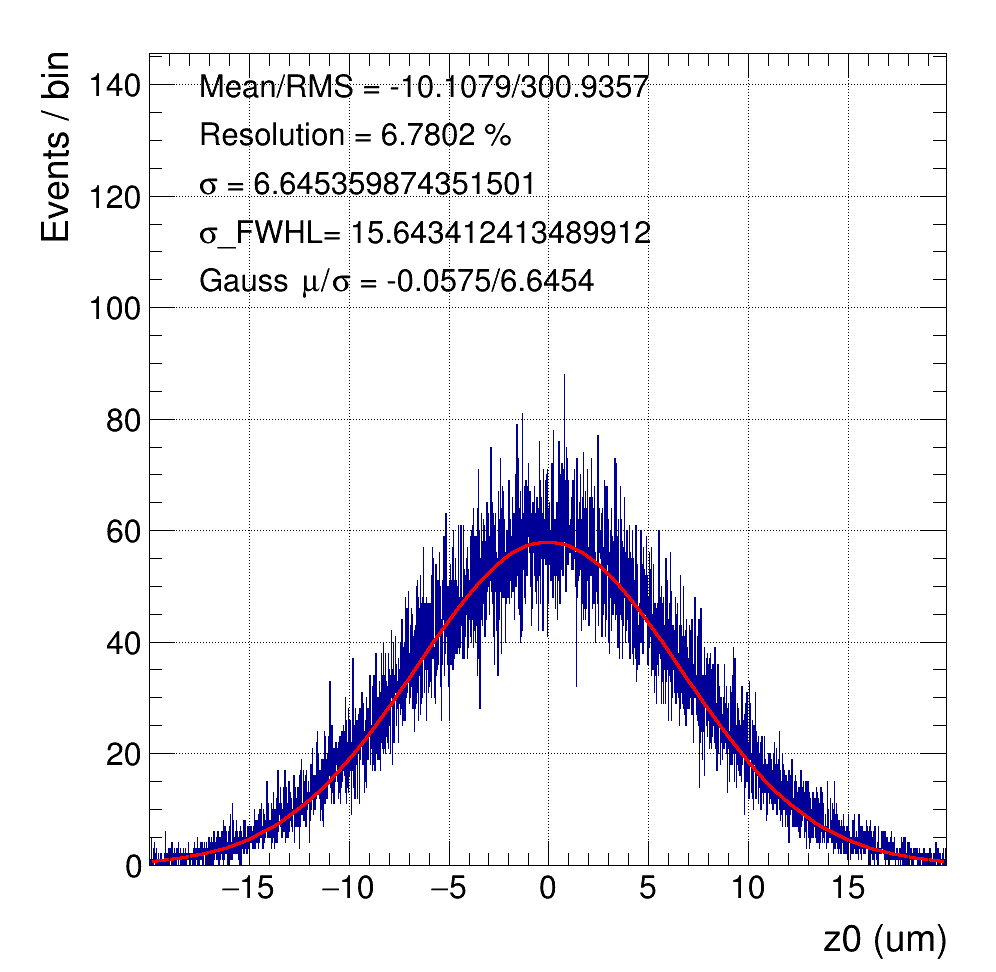 Events / bin
140
120
100
80
60
40
20
0
Mean/RMS = -10.1079/300.9357
Resolution = 6.7802 %
σ = 6.645359874351501
σ_FWHL= 15.643412413489912
Gauss μ/σ = -0.0575/6.6454
−15 −10 −5 0 5 10 15
z0 (um)